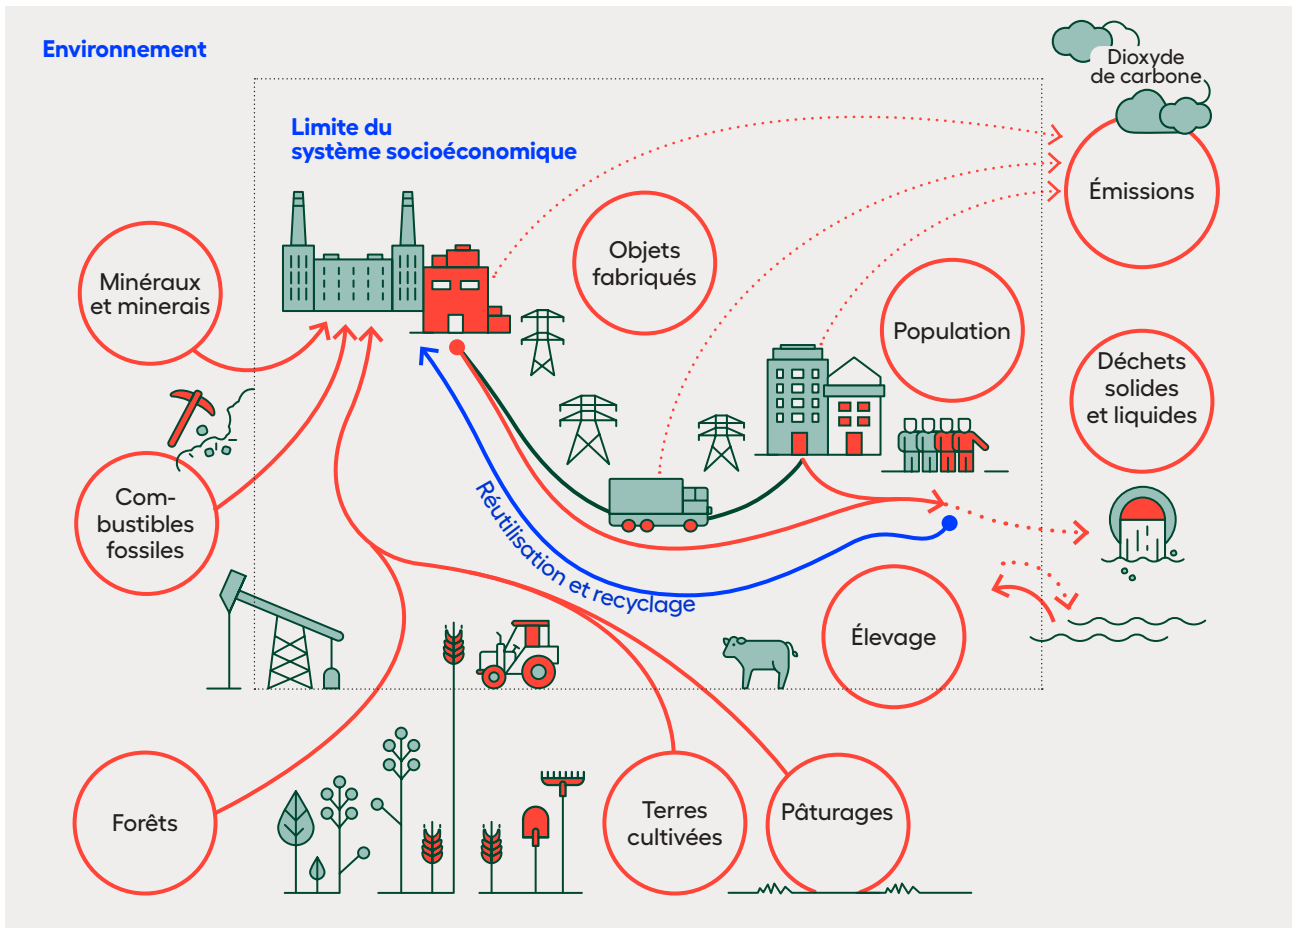 Environnement
Dioxyde
de carbone
Limite du
système socioéconomique
Émissions
Objets
fabriqués
Minéraux
et minerais
Population
Déchets
solides
et liquides
Com-
bustibles
fossiles
Réutilisation et recyclage
Élevage
Forêts
Terres
cultivées
Pâturages